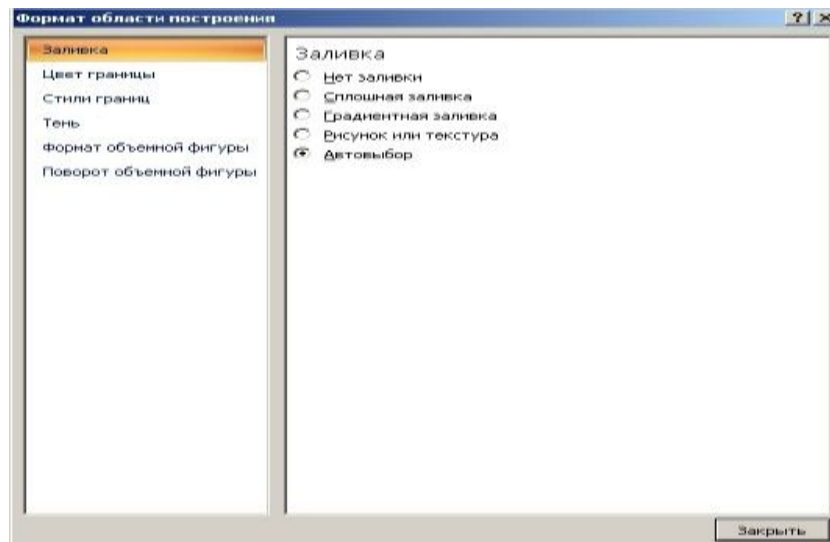 Формат области построения
Заливка
Цвет границы
Стили границ
Тень
Формат объемной фигуры
Поворот объемной фигуры
Заливка
Нет заливки
Сплошная заливка
Градиентная заливка
Рисунок или текстура
Автовыбор
Закрыть